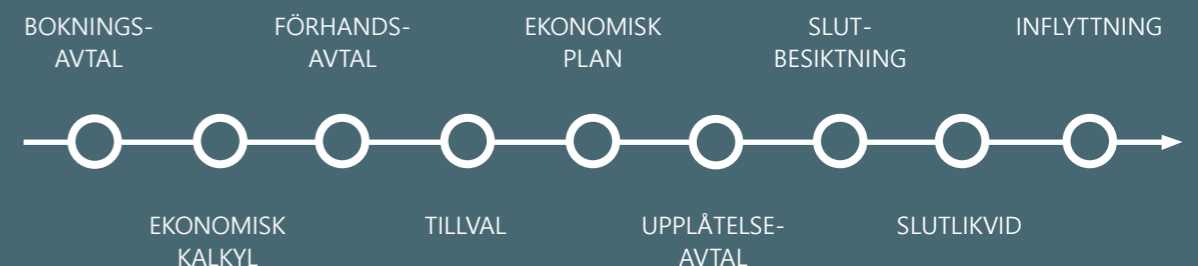 BOKNINGS-
AVTAL
EKONOMISK
KALKYL
FÖRHANDS-
AVTAL
TILLVAL
EKONOMISK
PLAN
UPPLÅTELSE-
AVTAL
SLUT-
BESIKTNING
SLUTLIKVID
INFLYTTNING